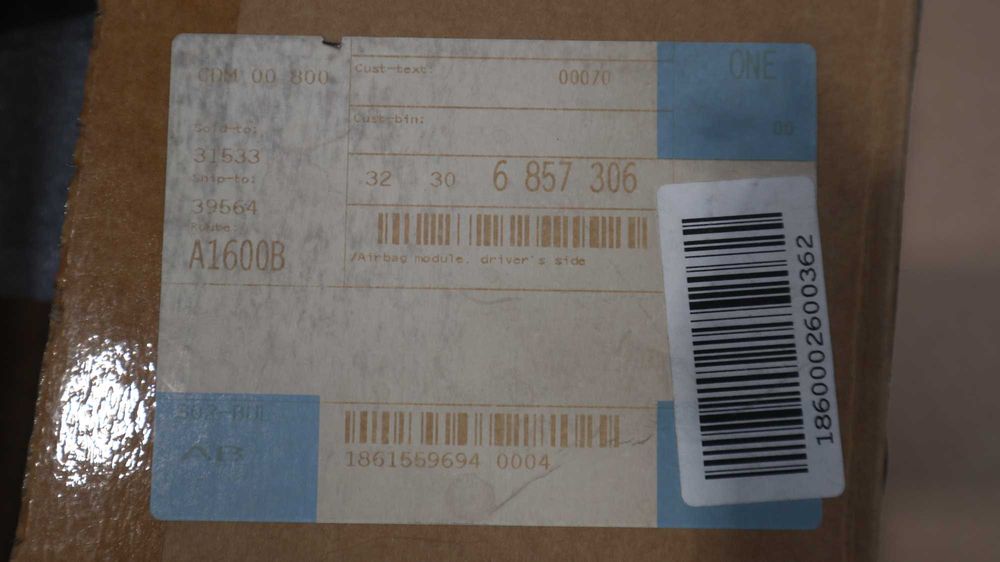 CDM 00 800
Cust-text: 00070
ONE
00
Cust-bin:
Sold-to:
31533
Ship-to:
39564
Route:
A1600B
32 30 6 857 306
/Airbag module, driver's side
AB
1861559694 0004
1860002600362